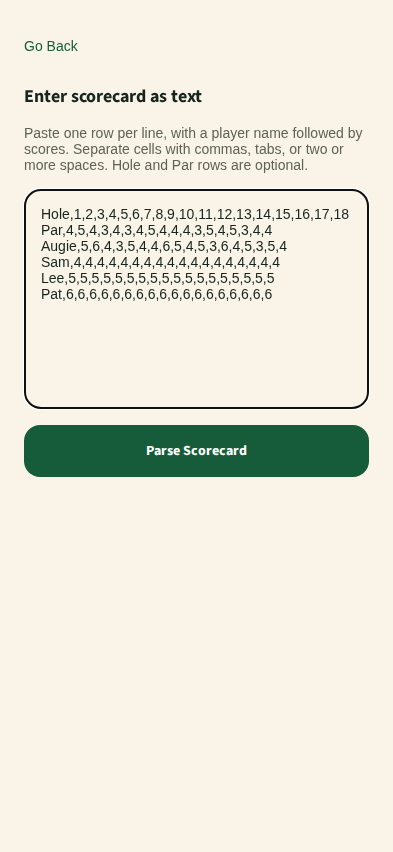 Go Back
Enter scorecard as text
Paste one row per line, with a player name followed by
scores. Separate cells with commas, tabs, or two or
more spaces. Hole and Par rows are optional.
Hole,1,2,3,4,5,6,7,8,9,10,11,12,13,14,15,16,17,18
Par,4,5,4,3,4,3,4,5,4,4,4,3,5,4,5,3,4,4
Augie,5,6,4,3,5,4,4,6,5,4,5,3,6,4,5,3,5,4
Sam,4,4,4,4,4,4,4,4,4,4,4,4,4,4,4,4,4,4
Lee,5,5,5,5,5,5,5,5,5,5,5,5,5,5,5,5,5,5
Pat,6,6,6,6,6,6,6,6,6,6,6,6,6,6,6,6,6,6
Parse Scorecard